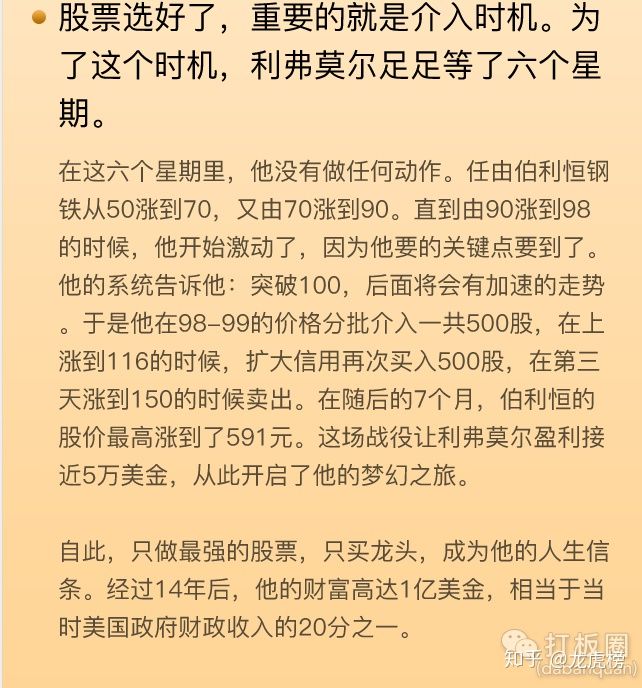 股票选好了，重要的就是介入时机。为
了这个时机，利弗莫尔足足等了六个星
期。
在这六个星期里，他没有做任何动作。任由伯利恒钢
铁从50涨到70，又由70涨到90。直到由90涨到98
的时候，他开始激动了，因为他要的关键点要到了。
他的系统告诉他：突破100，后面将会有加速的走势
。于是他在98-99的价格分批介入一共500股，在上
涨到116的时候，扩大信用再次买入500股，在第三
天涨到150的时候卖出。在随后的7个月，伯利恒的
股价最高涨到了591元。这场战役让利弗莫尔盈利接
近5万美金，从此开启了他的梦幻之旅。
自此，只做最强的股票，只买龙头，成为他的人生信
条。经过14年后，他的财富高达1亿美金，相当于当
时美国政府财政收入的20分之一。
打板圈
知乎 @龙虎榜
(dabanquan)